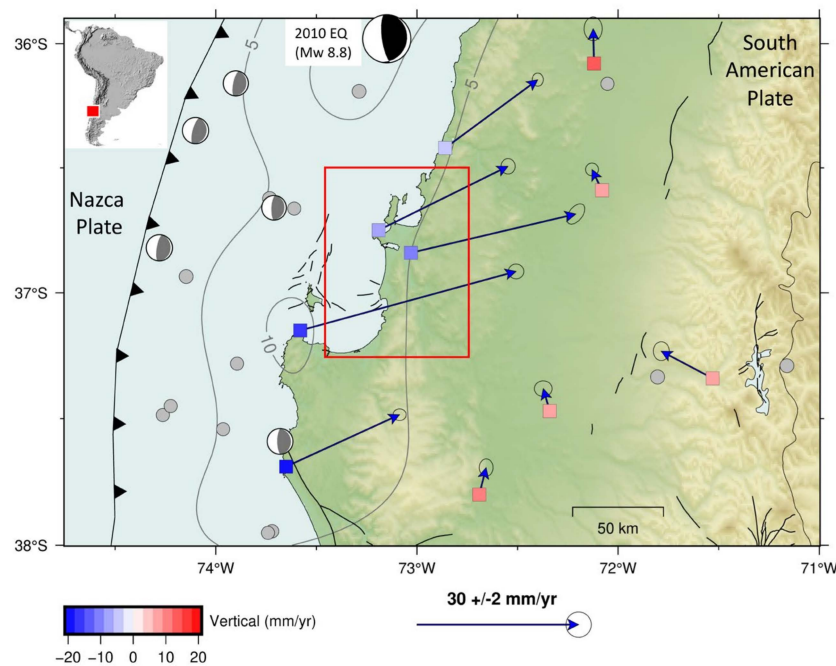 2010 EQ
(Mw 8.8)
South
American
Plate
Nazca
Plate
5
5
10
36°S
37°S
38°S
50 km
74°W
73°W
72°W
71°W
30 +/-2 mm/yr
Vertical (mm/yr)
−20 −10 0 10 20